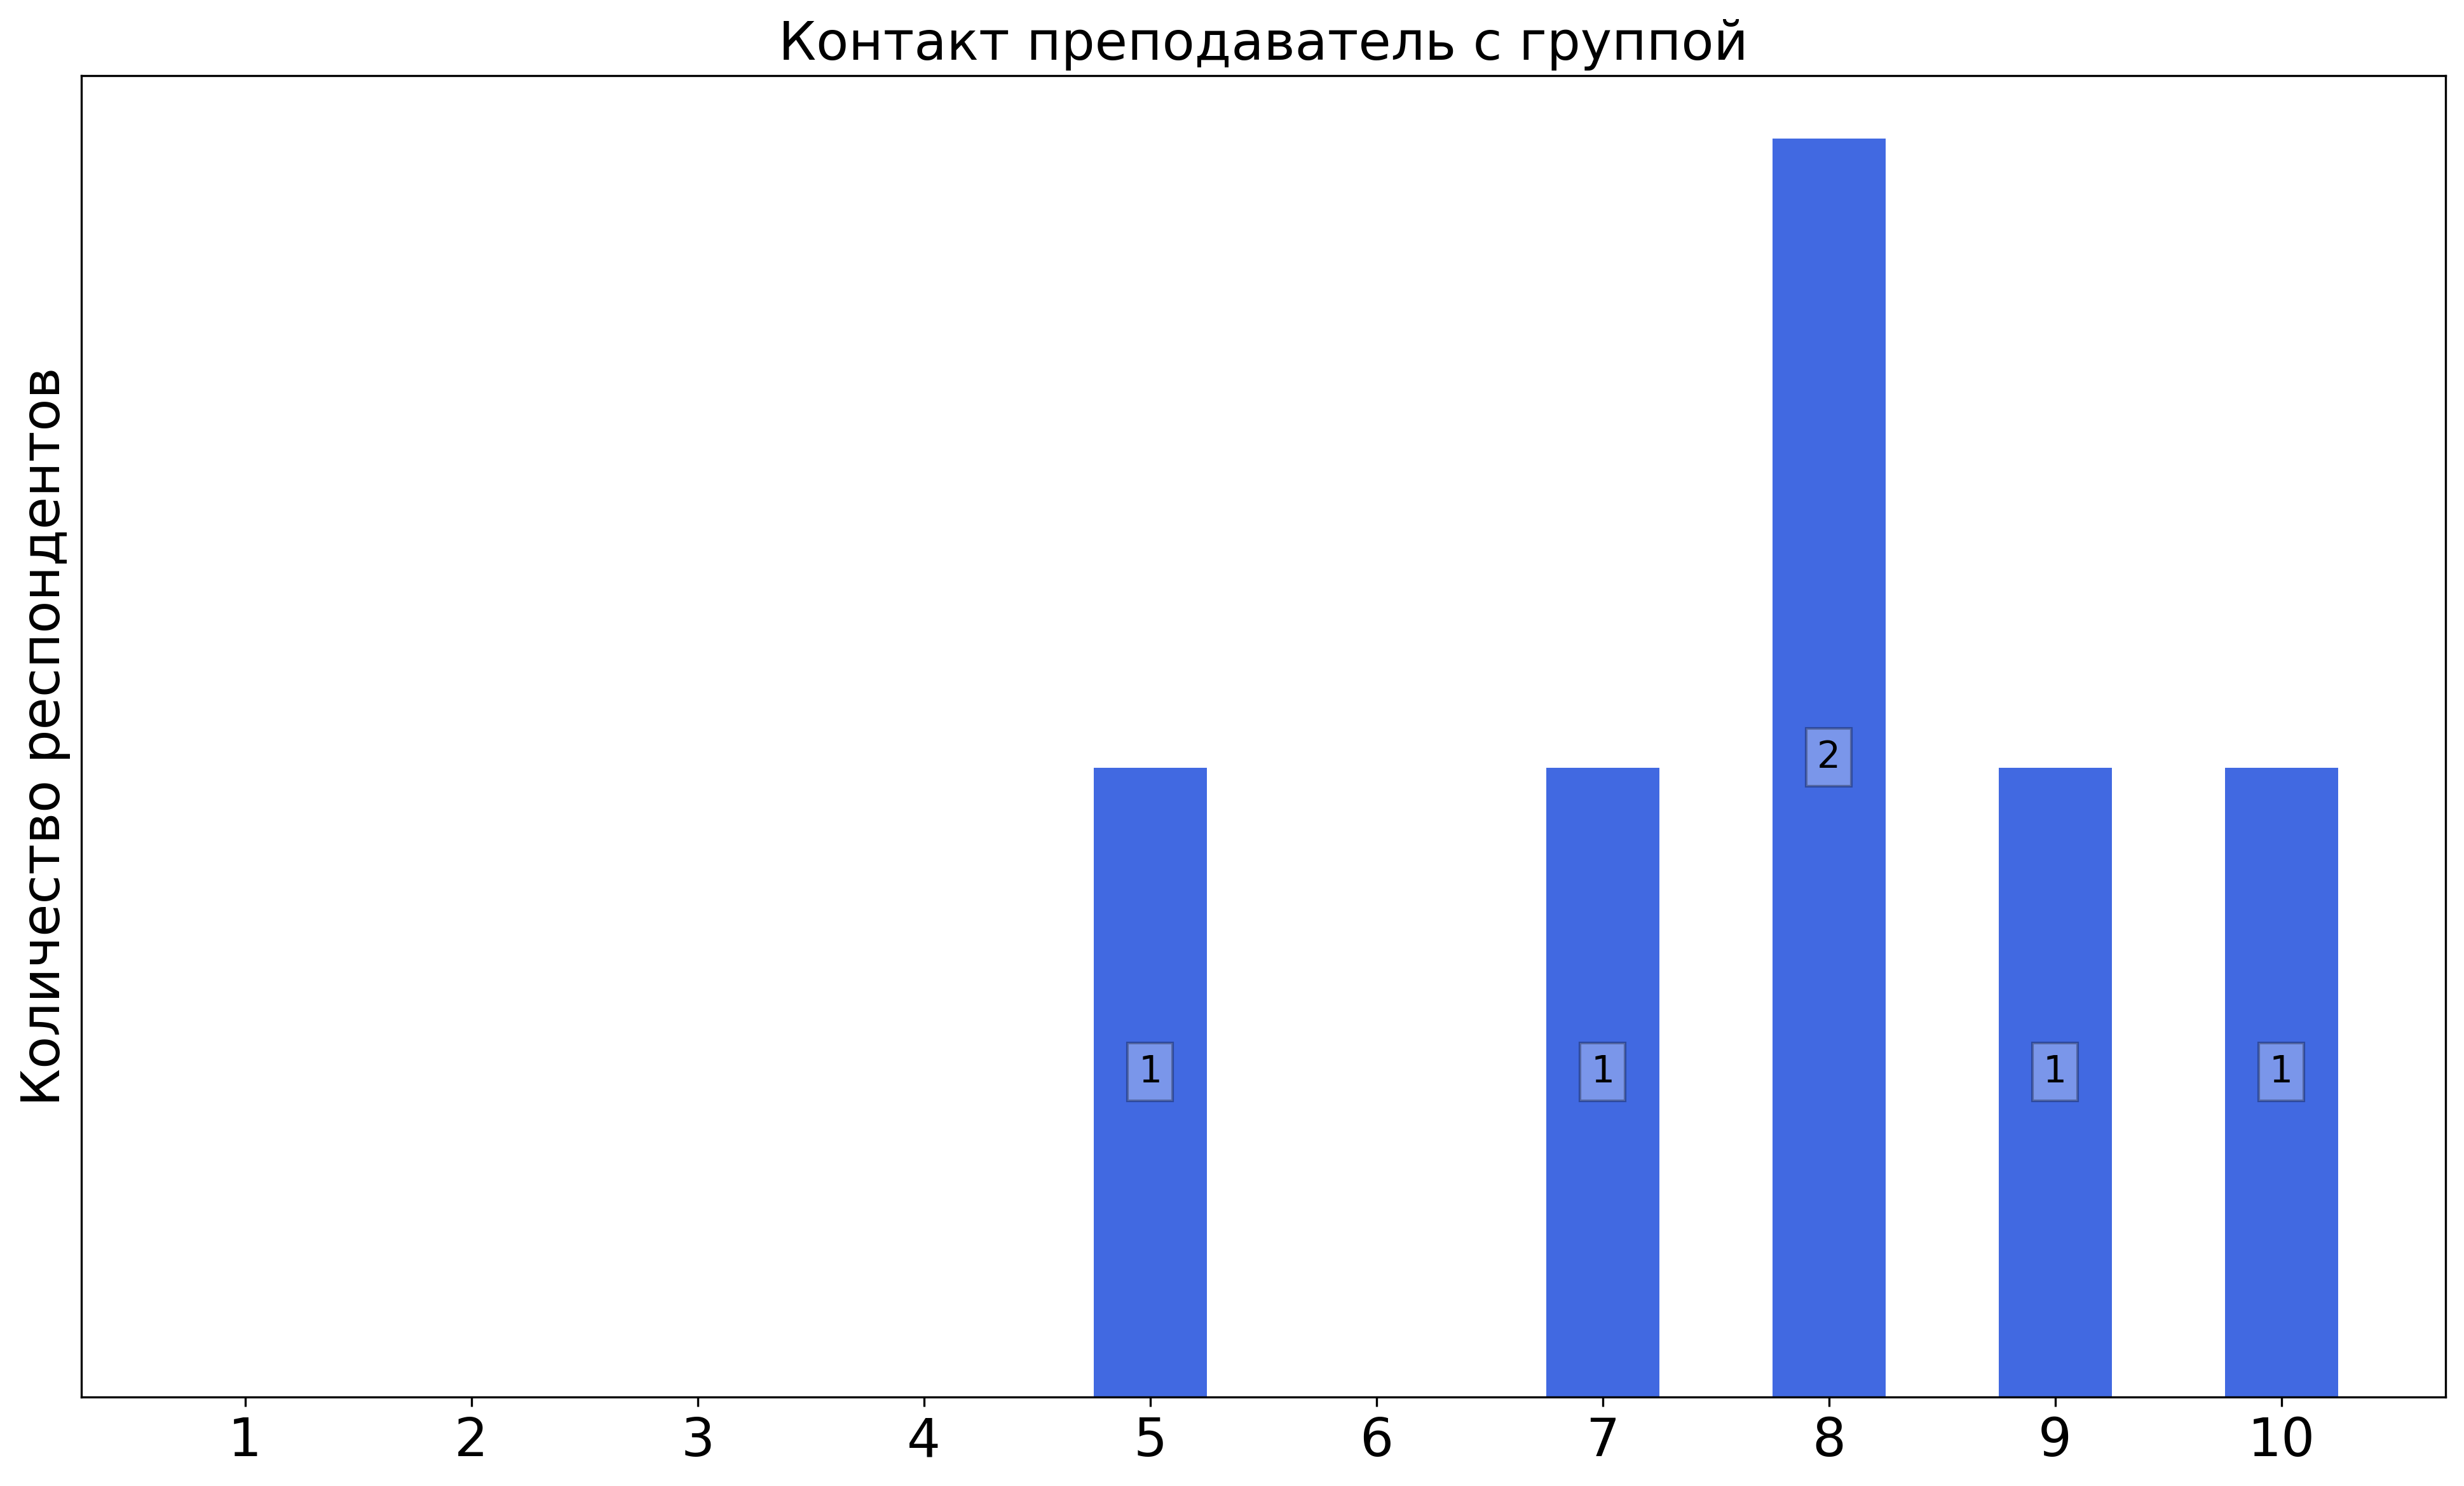 Контакт преподаватель с группой
Количество респондентов
2
1 1 1 1
1 2 3 4 5 6 7 8 9 10